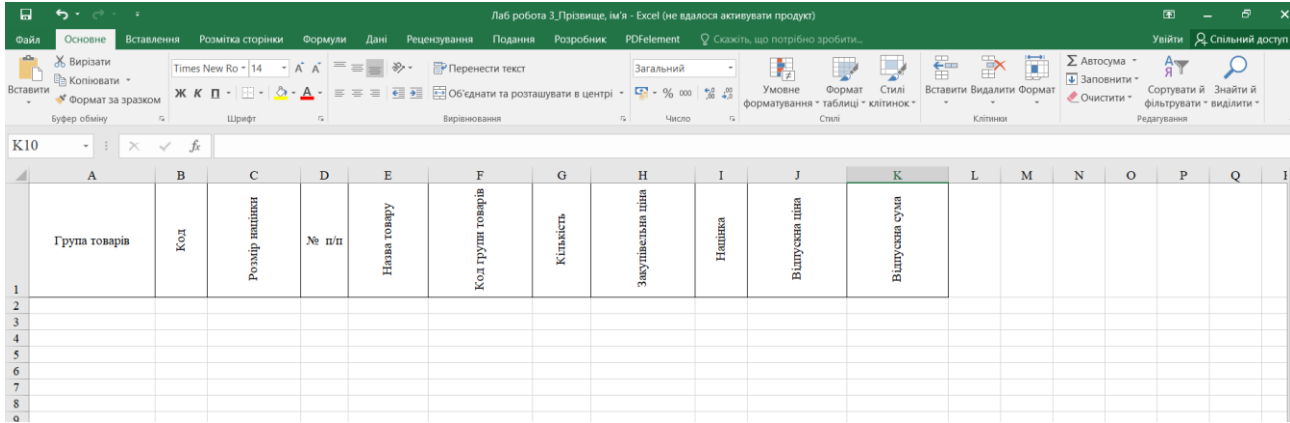 Лаб робота 3_Прізвище, ім'я - Excel (не вдалося активувати продукт)
Файл Основне Вставлення Розмітка сторінки Формули Дані Рецензування Подання Розробник PDFelement Скажіть, що потрібно зробити... Увійти Спільний доступ
Вставити
Вирізати
Копіювати
Формат за зразком
Буфер обміну
Times New Ro 14
Ж К П
Шрифт
Перенести текст
Об'єднати та розташувати в центрі
Вирівнювання
Загальний
% 000
Число
Умовне форматування
Формат таблиці
Стилі клітинок
Стилі
Вставити Видалити Формат
Клітинки
Автосума
Заповнити
Очистити
Сортувати й фільтрувати
Знайти й виділити
Редагування
K10 fx
A B C D E F G H I J K L M N O P Q
1 Група товарів Код Розмір націнки № п/п Назва товару Код групи товарів Кількість Закупівельна ціна Націнка Відпускна ціна Відпускна сума
2
3
4
5
6
7
8
9